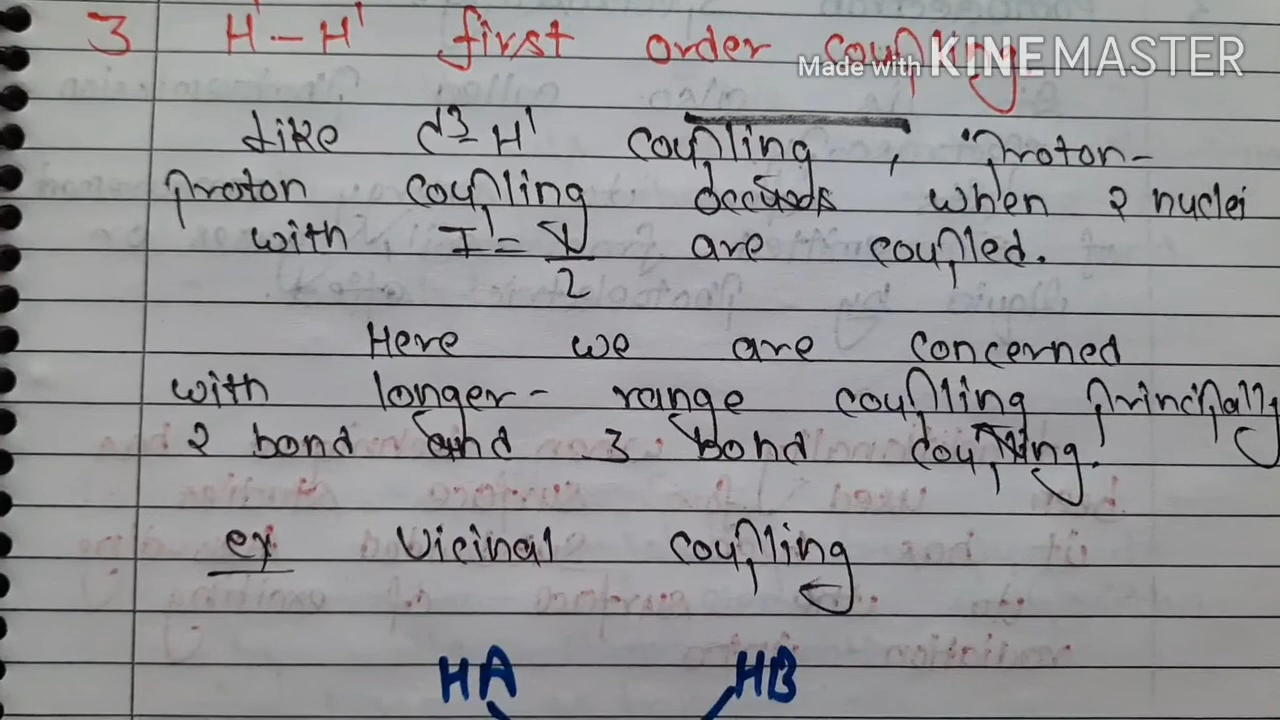 3 H¹-H¹ first order coupling
Made with KINEMASTER
Like C¹³-H¹ coupling, Proton-
Proton coupling when 2 nuclei
with I = 1/2 are coupled.
Here we are concerned
with longer-range coupling principally
2 bond and 3 bond coupling.
ex Vicinal coupling
HA HB